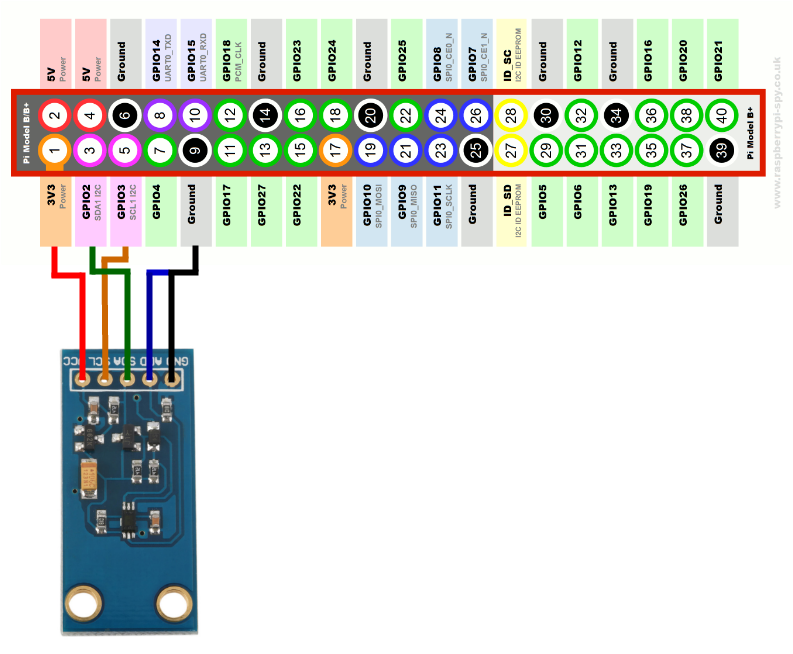 5V
Power
5V
Power
Ground
GPIO14
UART0_TXD
GPIO15
UART0_RXD
GPIO18
PCM_CLK
Ground
GPIO23
GPIO24
Ground
GPIO25
GPIO8
SPI0_CE0_N
GPIO7
SPI0_CE1_N
ID_SC
I2C ID EEPROM
Ground
GPIO12
Ground
GPIO16
GPIO20
GPIO21
Pi Model B/B+
2 4 6 8 10 12 14 16 18 20 22 24 26 28 30 32 34 36 38 40
1 3 5 7 9 11 13 15 17 19 21 23 25 27 29 31 33 35 37 39
Pi Model B+
3V3
Power
GPIO2
SDA1 I2C
GPIO3
SCL1 I2C
GPIO4
Ground
GPIO17
GPIO27
GPIO22
3V3
Power
GPIO10
SPI0_MOSI
GPIO9
SPI0_MISO
GPIO11
SPI0_SCLK
Ground
ID_SD
I2C ID EEPROM
GPIO5
GPIO6
GPIO13
GPIO19
GPIO26
Ground
www.raspberrypi-spy.co.uk
GND